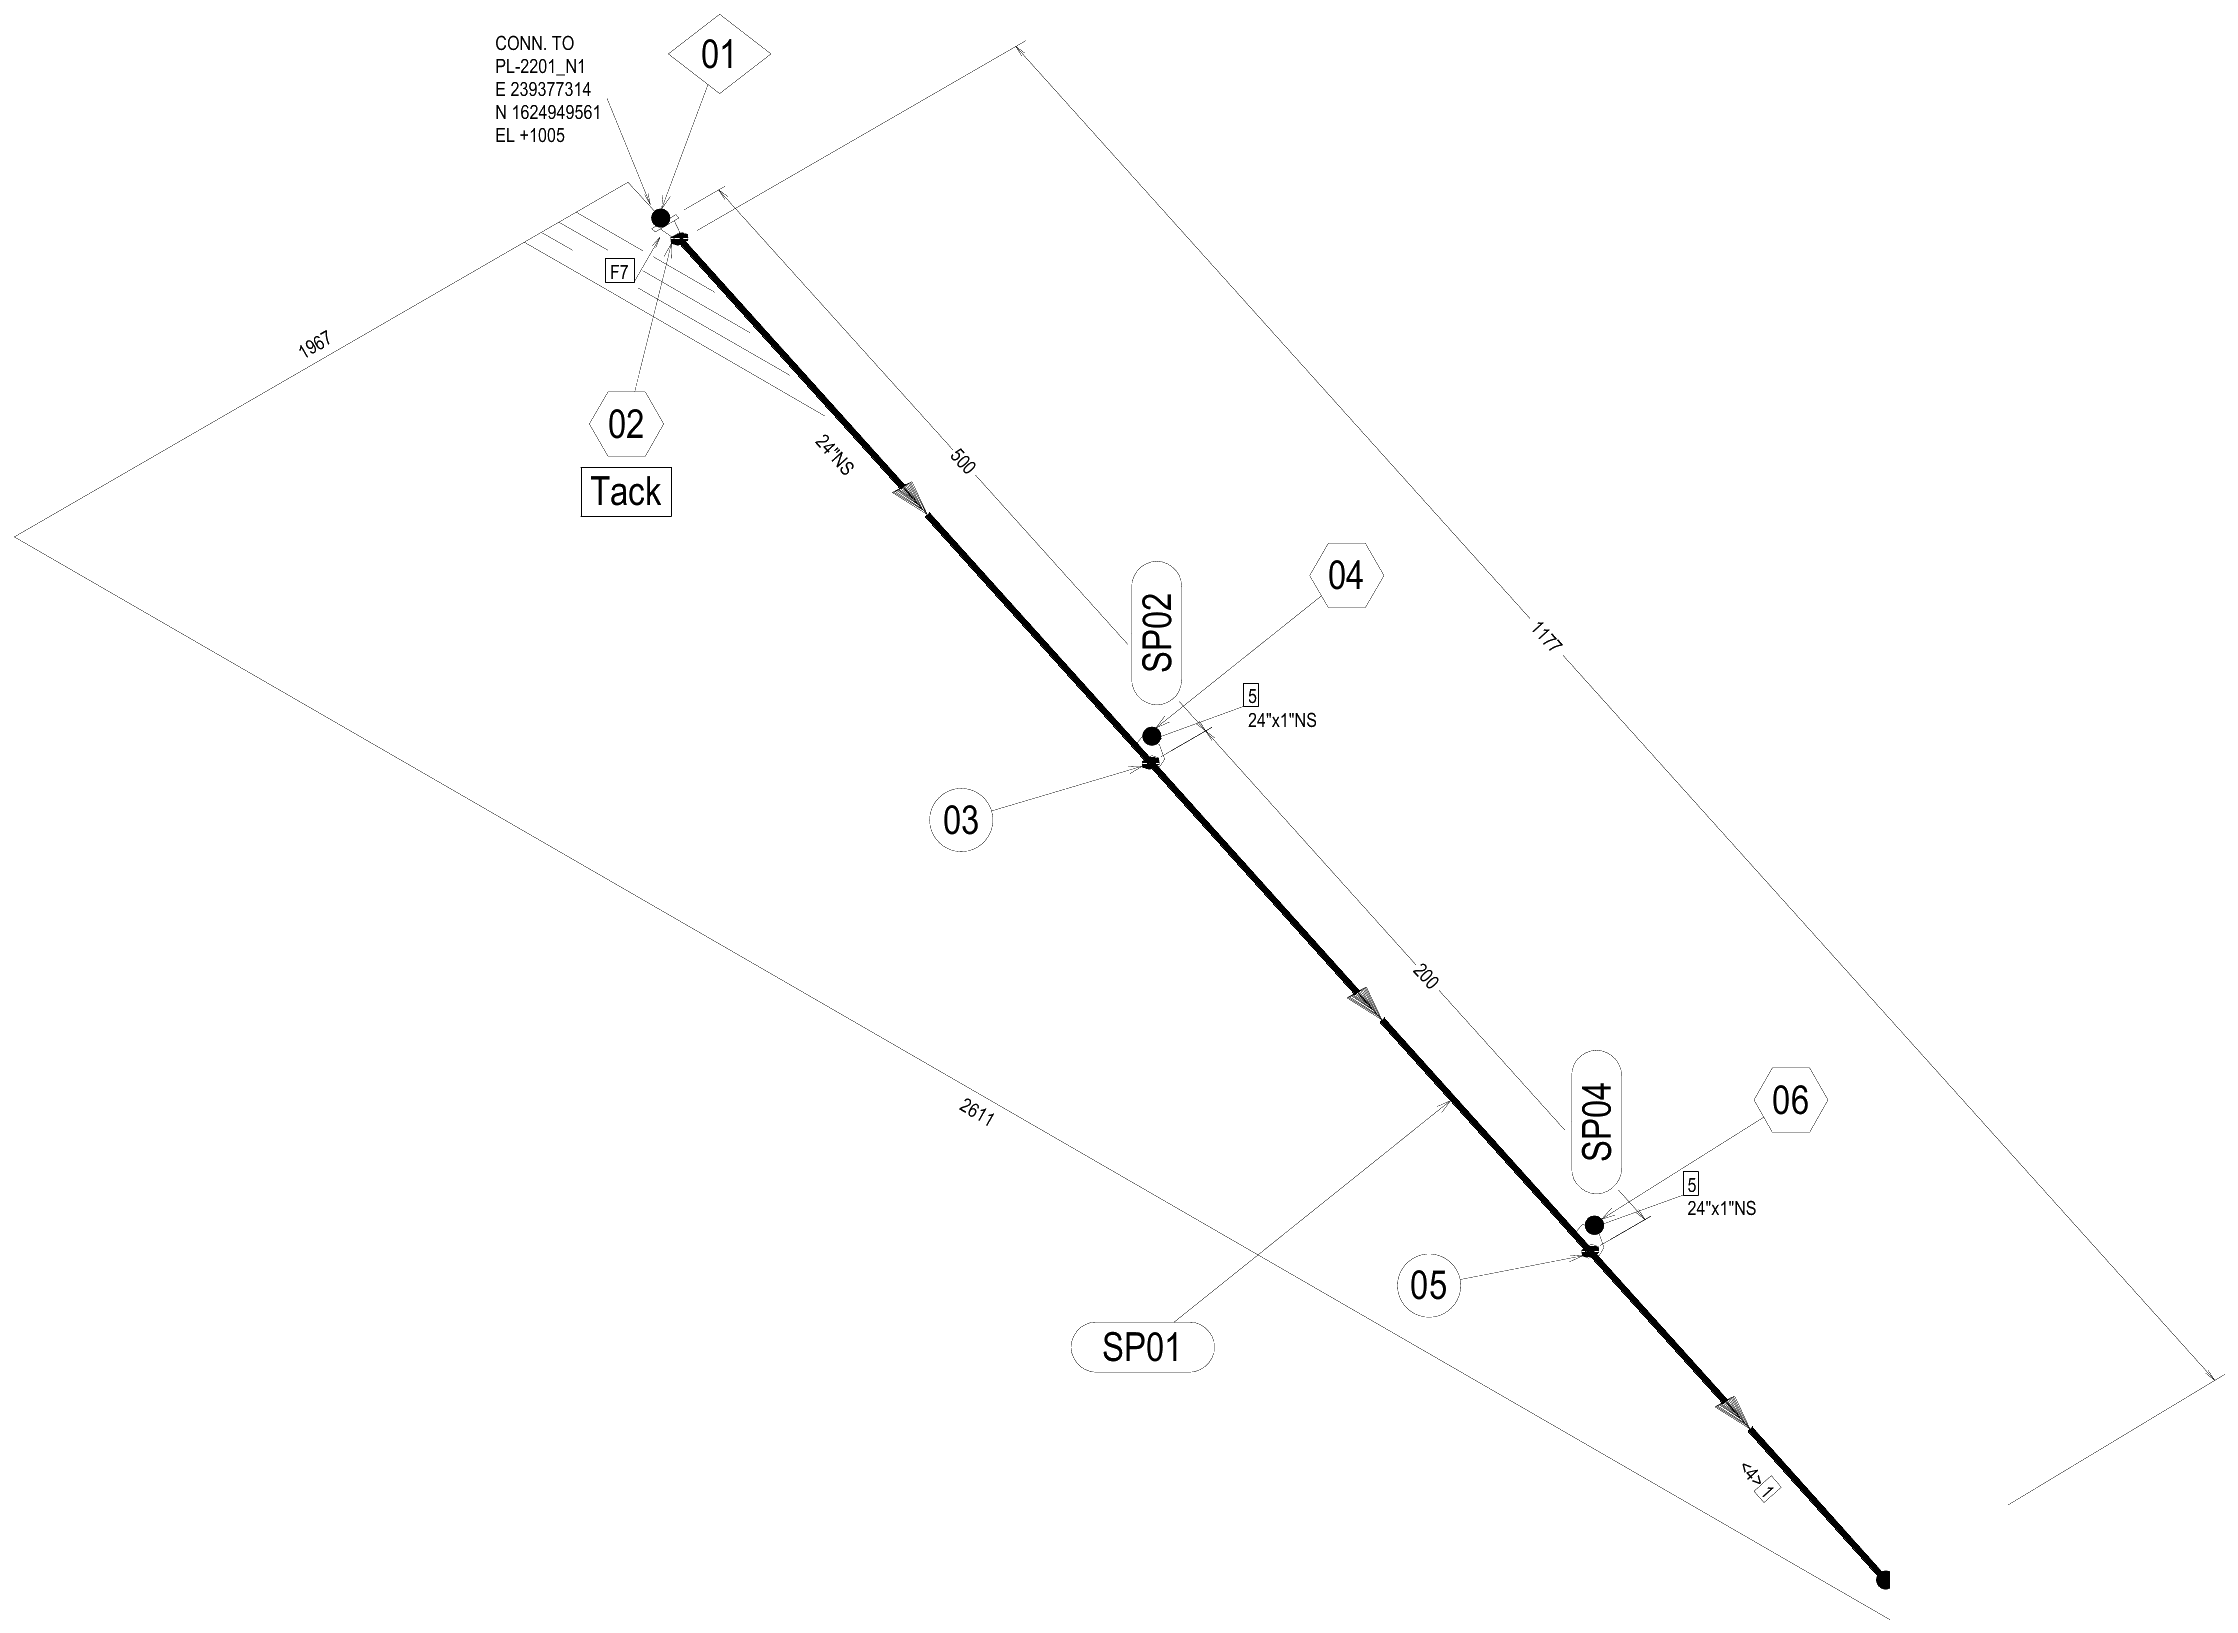 CONN. TO
PL-2201_N1
E 239377314
N 1624949561
EL +1005
01
F7
1967
02
Tack
24"NS
500
04
SP02
1177
5
24"x1"NS
03
200
SP04
06
2611
5
24"x1"NS
05
SP01
<4> 1